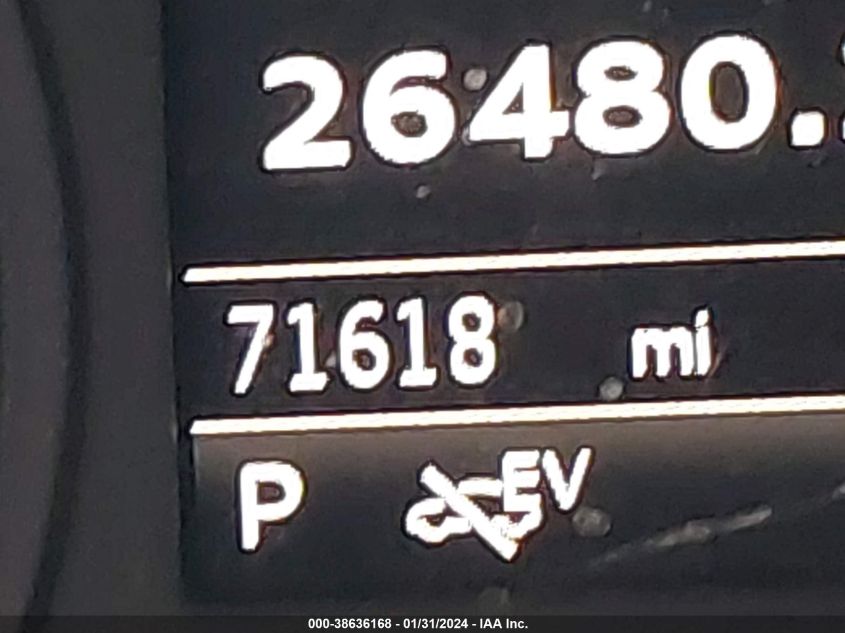 26480.
71618 mi
P EV
000-38636168 - 01/31/2024 - IAA Inc.